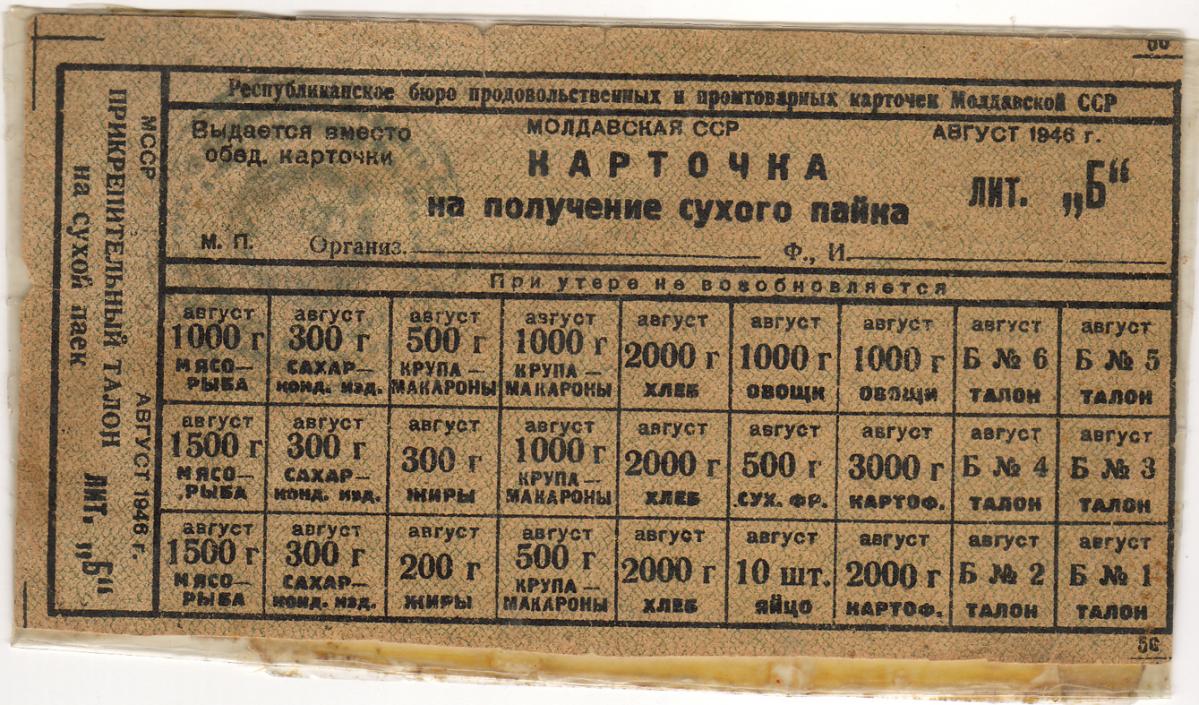 50
Республиканское бюро продовольственных и промтоварных карточек Молдавской ССР
Выдается вместо
обед. карточки
МОЛДАВСКАЯ ССР
АВГУСТ 1946 г.
КАРТОЧКА
на получение сухого пайка
ЛИТ. „Б“
М. П. Организ. Ф., И.
При утере не возобновляется
МССР АВГУСТ 1946 г.
ПРИКРЕПИТЕЛЬНЫЙ ТАЛОН
на сухой паек ЛИТ. „Б“
август август август август август август август август август
1000 г 300 г 500 г 1000 г 2000 г 1000 г 1000 г Б № 6 Б № 5
МЯСО— САХАР— КРУПА— КРУПА— ХЛЕБ ОВОЩИ ОВОЩИ ТАЛОН ТАЛОН
РЫБА конд. изд. МАКАРОНЫ МАКАРОНЫ
август август август август август август август август август
1500 г 300 г 300 г 1000 г 2000 г 500 г 3000 г Б № 4 Б № 3
МЯСО— САХАР— ЖИРЫ КРУПА— ХЛЕБ СУХ. ФР. КАРТОФ. ТАЛОН ТАЛОН
РЫБА конд. изд. МАКАРОНЫ
август август август август август август август август август
1500 г 300 г 200 г 500 г 2000 г 10 шт. 2000 г Б № 2 Б № 1
МЯСО— САХАР— ЖИРЫ КРУПА— ХЛЕБ ЯЙЦО КАРТОФ. ТАЛОН ТАЛОН
РЫБА конд. изд. МАКАРОНЫ
50